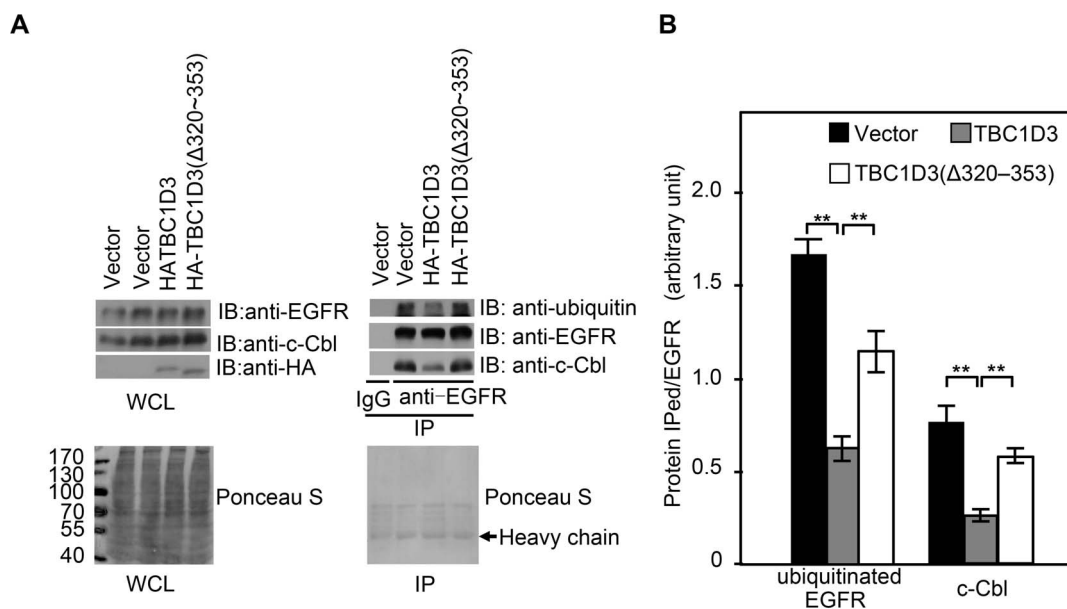 A
Vector
Vector
HATBC1D3
HA-TBC1D3(Δ320~353)
IB:anti-EGFR
IB:anti-c-Cbl
IB:anti-HA
WCL
Vector
Vector
HA-TBC1D3
HA-TBC1D3(Δ320~353)
IB: anti-ubiquitin
IB: anti-EGFR
IB: anti-c-Cbl
IgG anti-EGFR
IP
170
130
100
70
55
40
Ponceau S
WCL
Ponceau S
Heavy chain
IP
B
Vector TBC1D3
TBC1D3(Δ320–353)
Protein IPed/EGFR (arbitrary unit)
2.0
1.5
1.0
0.5
0
** **
** **
ubiquitinated
EGFR
c-Cbl